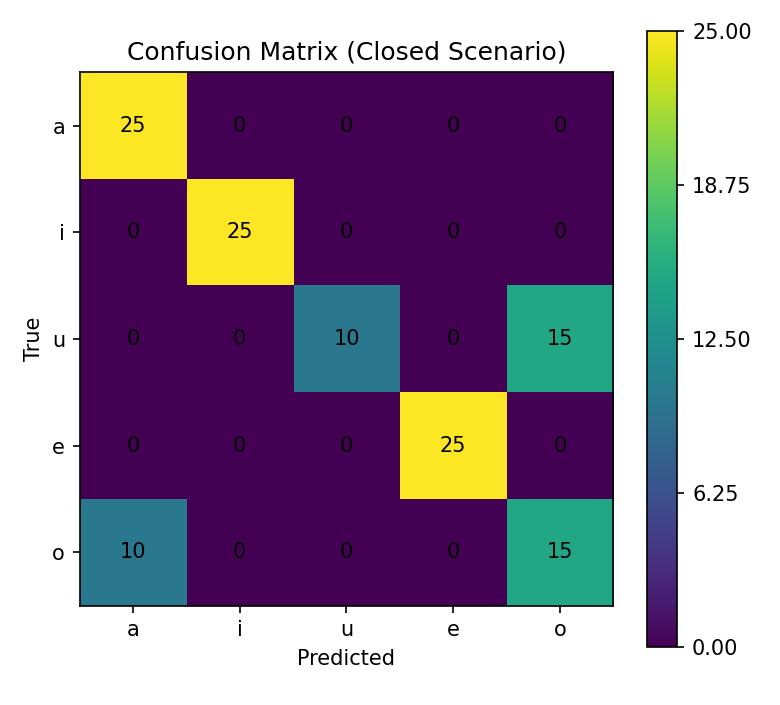 Confusion Matrix (Closed Scenario)
a 25 0 0 0 0
i 0 25 0 0 0
u 0 0 10 0 15
e 0 0 0 25 0
o 10 0 0 0 15
a i u e o
Predicted
True
25.00
18.75
12.50
6.25
0.00